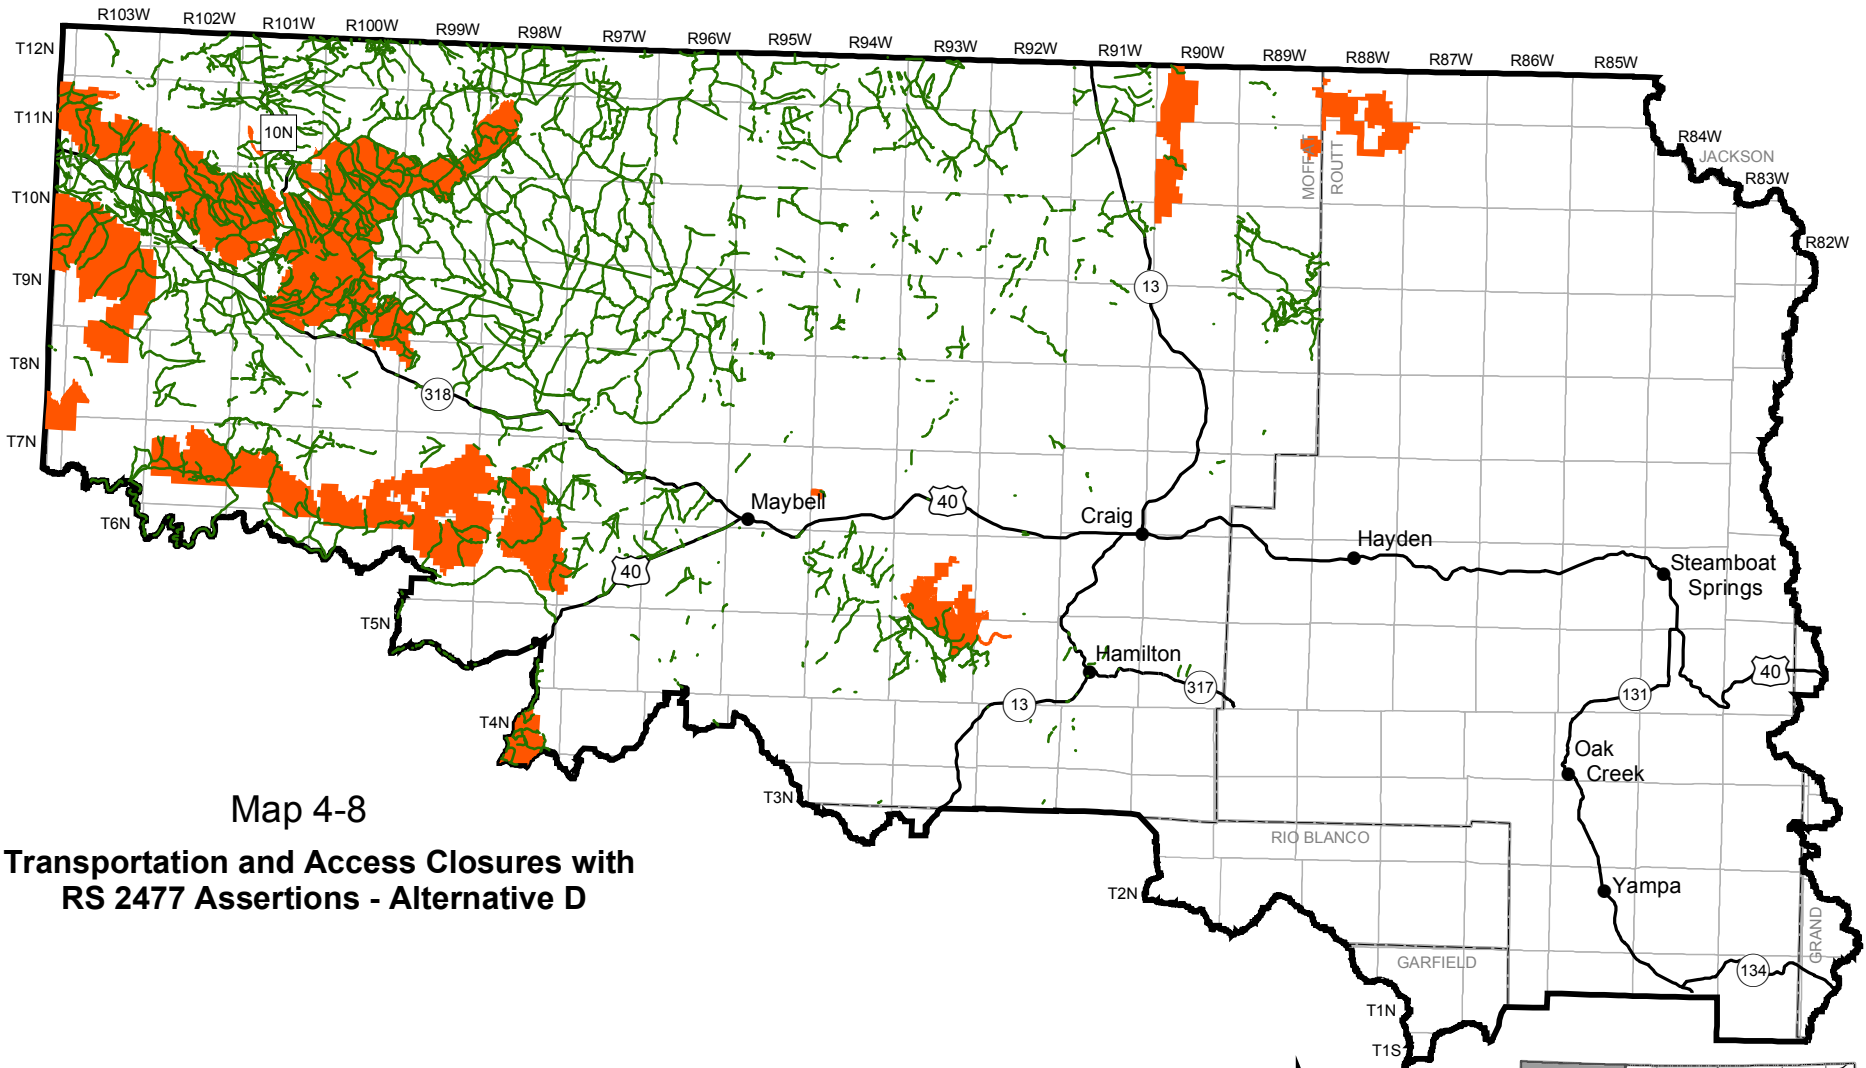 R103W
R102W
R101W
R100W
R99W
R98W
R97W
R96W
R95W
R94W
R93W
R92W
R91W
R90W
R89W
R88W
R87W
R86W
R85W
T12N
T11N
10N
R84W
JACKSON
R83W
MOFFAT
ROUTT
T10N
R82W
T9N
13
T8N
318
T7N
Maybell
40
Craig
T6N
Hayden
40
Steamboat
Springs
T5N
Hamilton
40
317
131
13
T4N
Oak
Creek
T3N
Map 4-8
RIO BLANCO
Transportation and Access Closures with
RS 2477 Assertions - Alternative D
T2N
Yampa
GRAND
GARFIELD
134
T1N
T1S